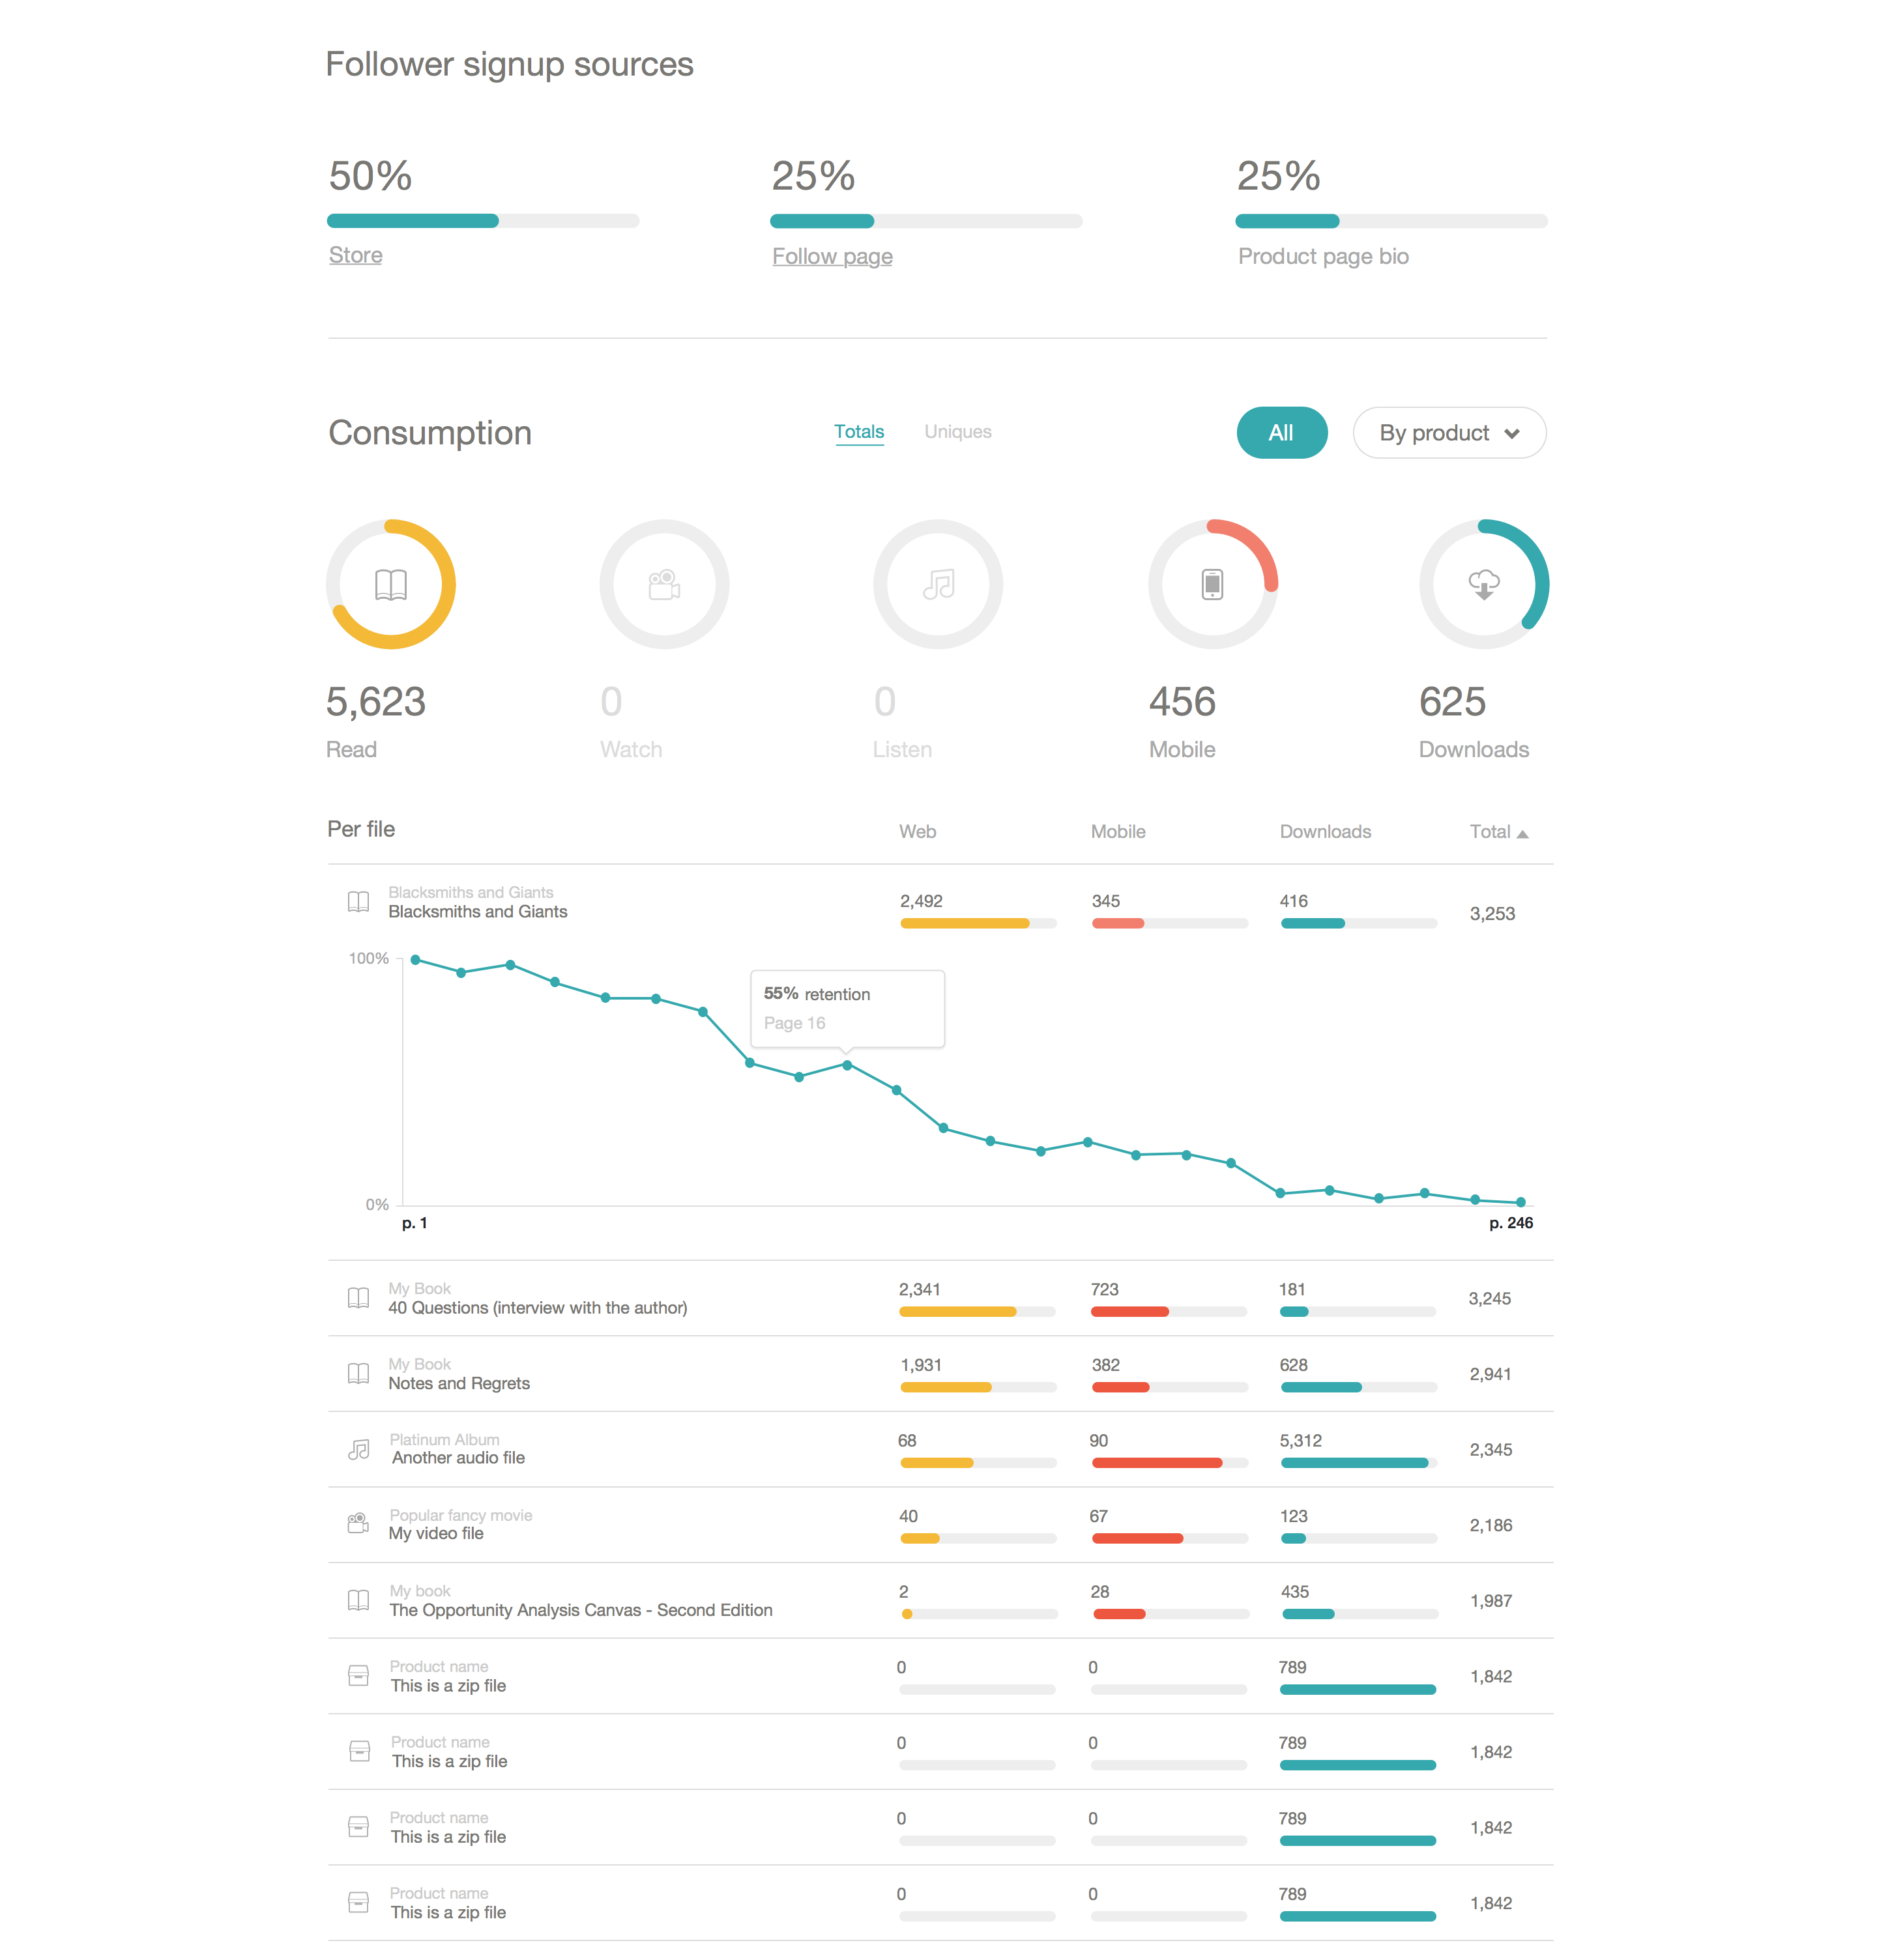 Follower signup sources
50% 25% 25%
Store Follow page Product page bio
Consumption Totals Uniques All By product
5,623 0 0 456 625
Read Watch Listen Mobile Downloads
Per file Web Mobile Downloads Total
Blacksmiths and Giants
Blacksmiths and Giants
2,492 345 416 3,253
100%
55% retention
Page 16
0%
p. 1 p. 246
My Book
40 Questions (interview with the author)
2,341 723 181 3,245
My Book
Notes and Regrets
1,931 382 628 2,941
Platinum Album
Another audio file
68 90 5,312 2,345
Popular fancy movie
My video file
40 67 123 2,186
My book
The Opportunity Analysis Canvas - Second Edition
2 28 435 1,987
Product name
This is a zip file
0 0 789 1,842
Product name
This is a zip file
0 0 789 1,842
Product name
This is a zip file
0 0 789 1,842
Product name
This is a zip file
0 0 789 1,842